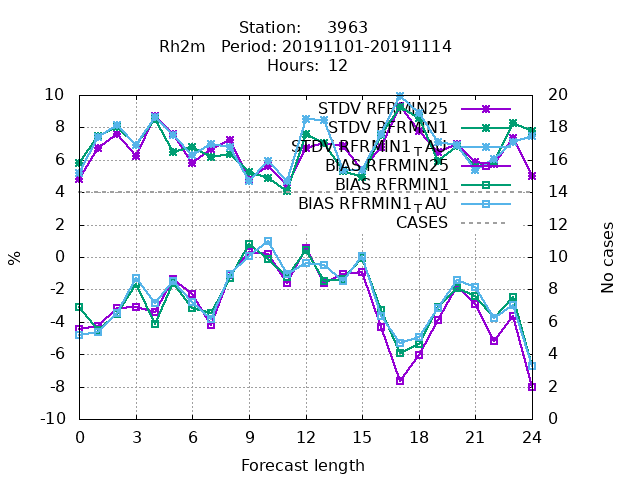 Station: 3963
Rh2m Period: 20191101-20191114
Hours: 12
10
8
6
4
2
0
-2
-4
-6
-8
-10
%
20
18
16
14
12
10
8
6
4
2
0
No cases
STDV RFRMIN25
STDV RFRMIN1
STDV RFRMIN1_TAU
BIAS RFRMIN25
BIAS RFRMIN1
BIAS RFRMIN1_TAU
CASES
0 3 6 9 12 15 18 21 24
Forecast length